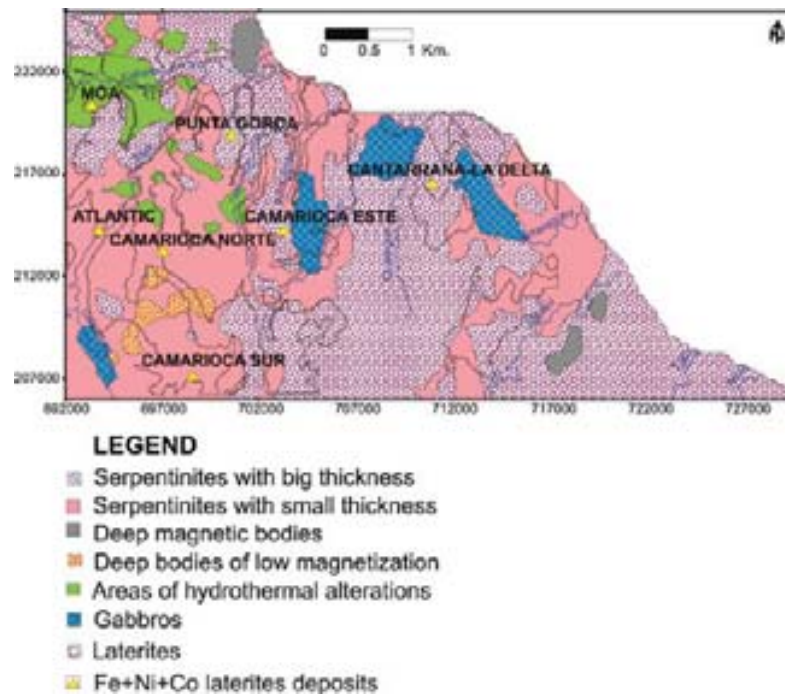 0 0.5 1 Km.
222000
MOA
PUNTA GORDA
217000
CANTARRANA-LA DELTA
ATLANTIC
CAMARIOCA ESTE
CAMARIOCA NORTE
212000
CAMARIOCA SUR
207000
692000 697000 702000 707000 712000 717000 722000 727000
LEGEND
Serpentinites with big thickness
Serpentinites with small thickness
Deep magnetic bodies
Deep bodies of low magnetization
Areas of hydrothermal alterations
Gabbros
Laterites
Fe+Ni+Co laterites deposits